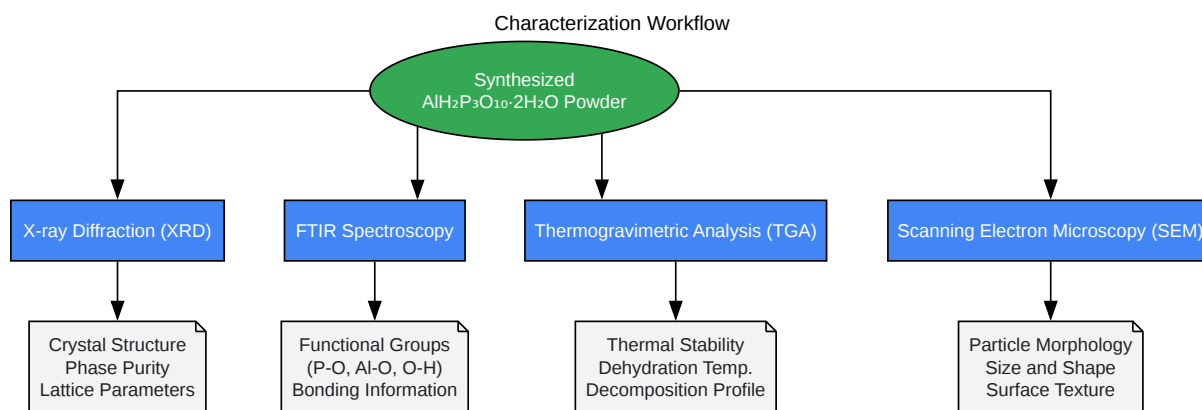 Characterization Workflow
Synthesized
AlH₂P₃O₁₀·2H₂O Powder
X-ray Diffraction (XRD)
FTIR Spectroscopy
Thermogravimetric Analysis (TGA)
Scanning Electron Microscopy (SEM)
Crystal Structure
Phase Purity
Lattice Parameters
Functional Groups
(P-O, Al-O, O-H)
Bonding Information
Thermal Stability
Dehydration Temp.
Decomposition Profile
Particle Morphology
Size and Shape
Surface Texture